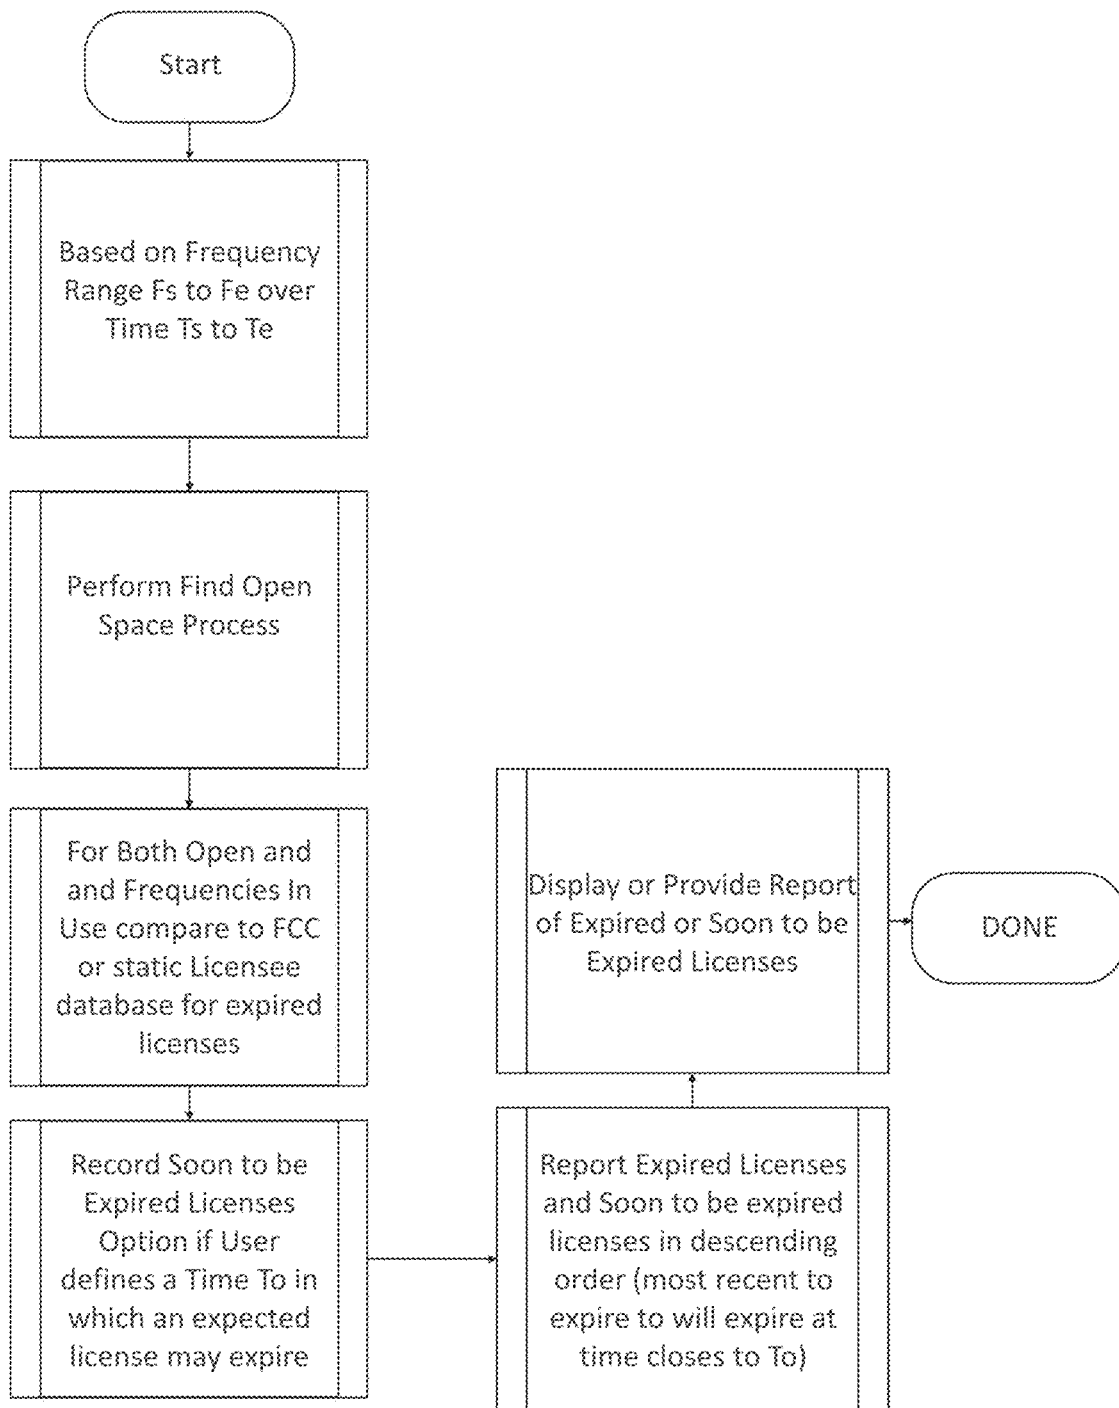 Start
Based on Frequency
Range Fs to Fe over
Time Ts to Te
Perform Find Open
Space Process
For Both Open and
and Frequencies In
Use compare to FCC
or static Licensee
database for expired
licenses
Record Soon to be
Expired Licenses
Option if User
defines a Time To in
which an expected
license may expire
Report Expired Licenses
and Soon to be expired
licenses in descending
order (most recent to
expire to will expire at
time closes to To)
Display or Provide Report
of Expired or Soon to be
Expired Licenses
DONE